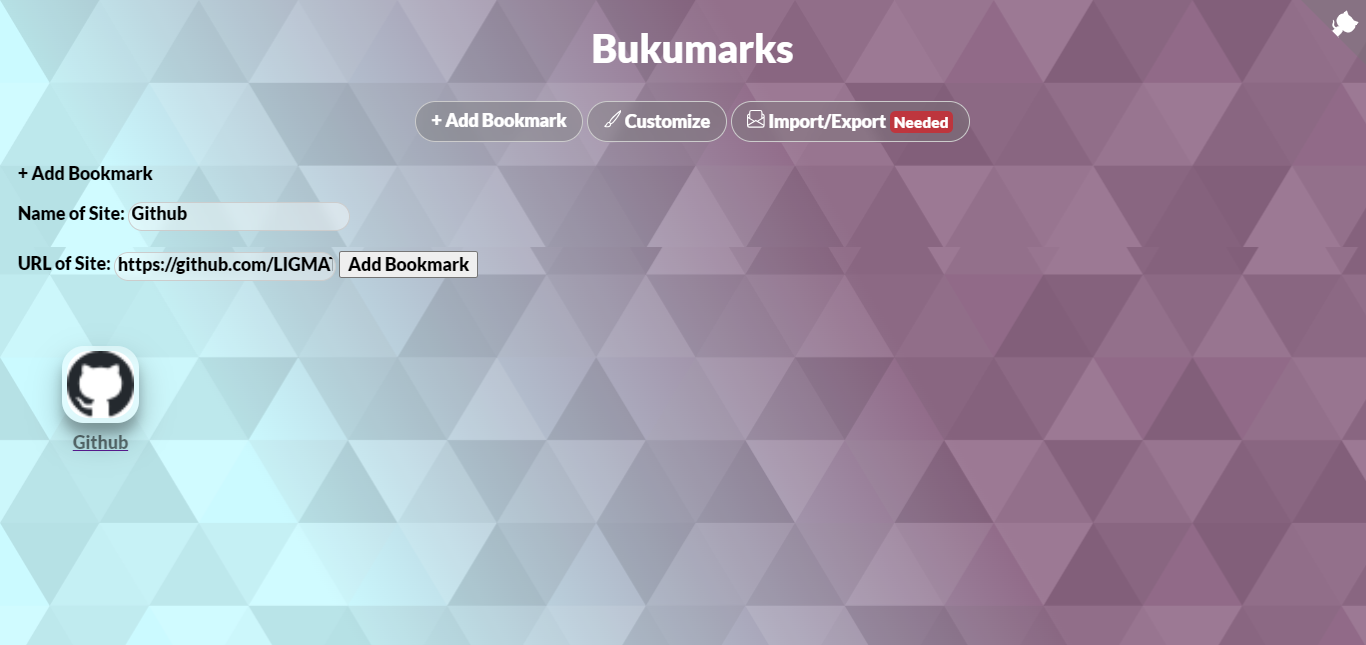 Bukumarks
+ Add Bookmark Customize Import/Export Needed
+ Add Bookmark
Name of Site: Github
URL of Site: https://github.com/LIGMA Add Bookmark
Github